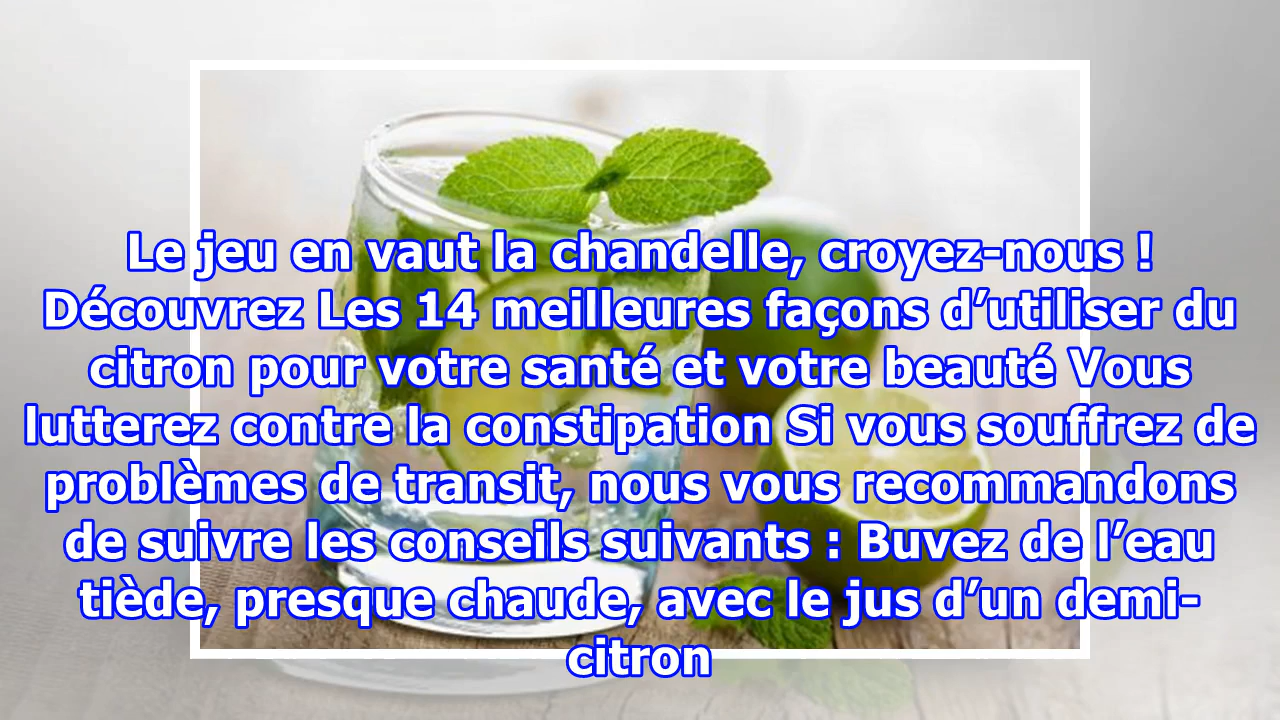 Le jeu en vaut la chandelle, croyez-nous !
Découvrez Les 14 meilleures façons d’utiliser du
citron pour votre santé et votre beauté Vous
lutterez contre la constipation Si vous souffrez de
problèmes de transit, nous vous recommandons
de suivre les conseils suivants : Buvez de l’eau
tiède, presque chaude, avec le jus d’un demi-
citron